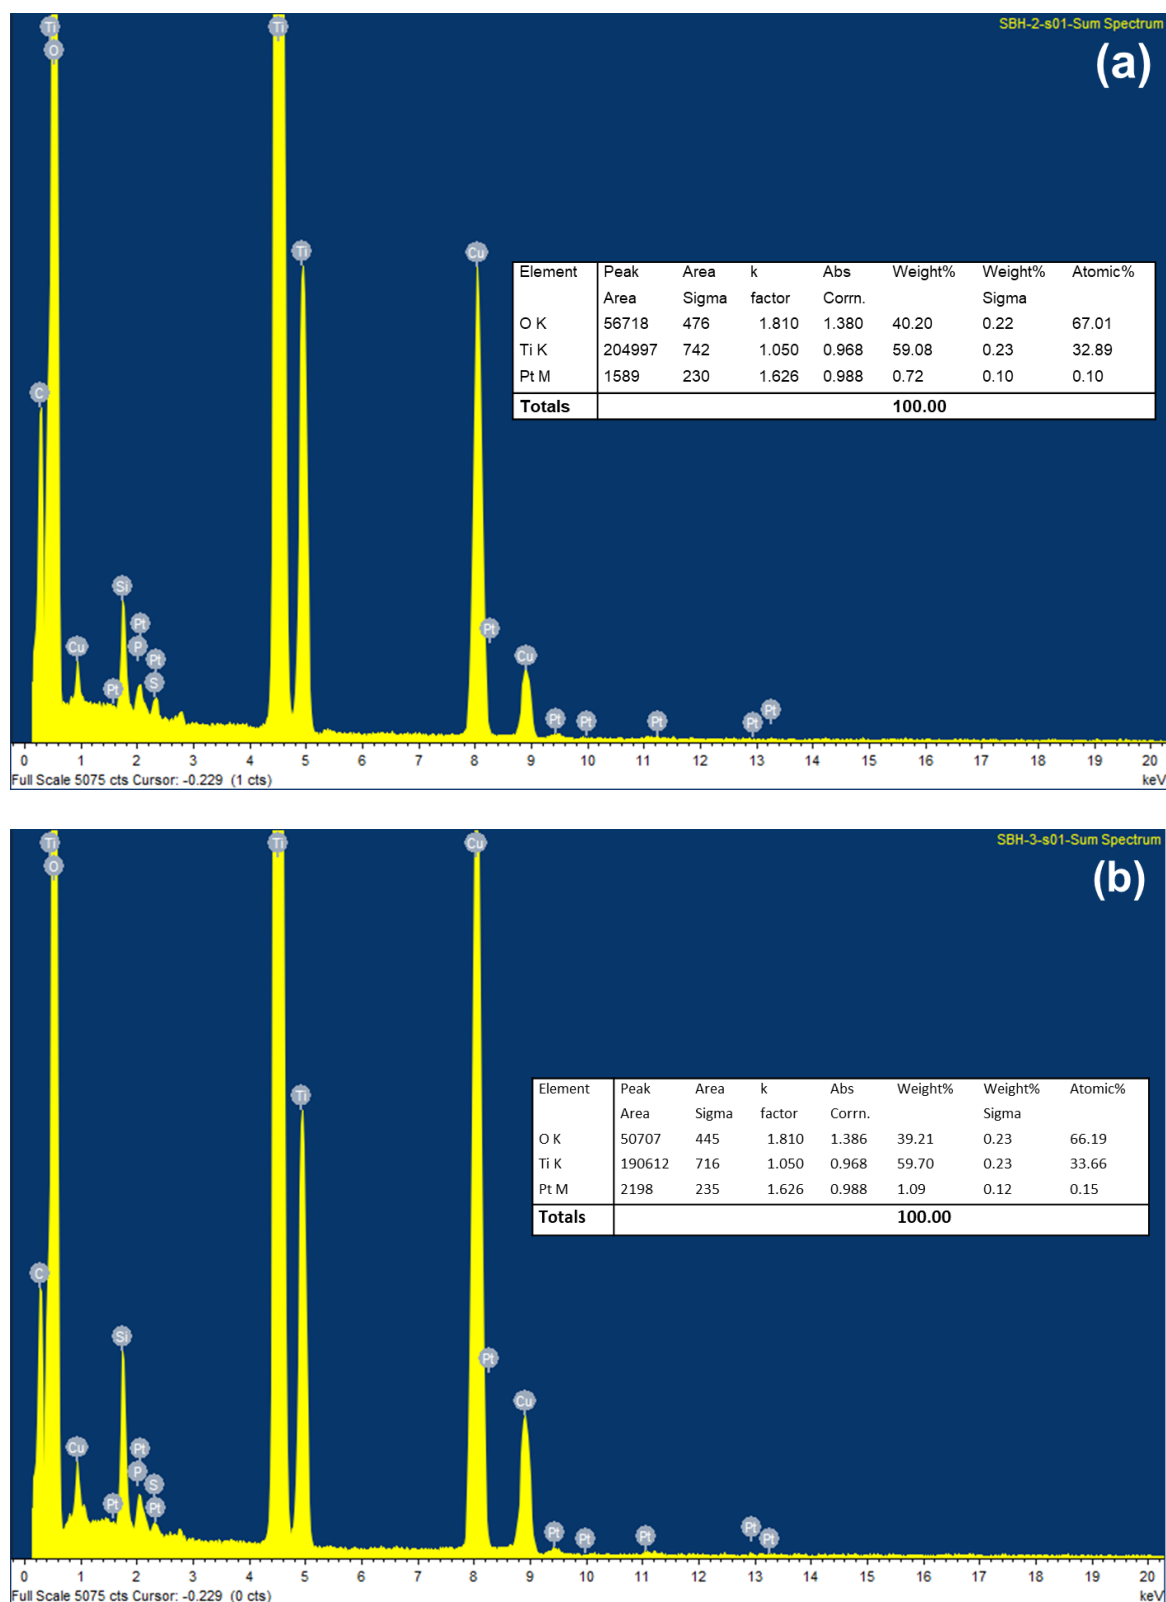 SBH-2-s01-Sum Spectrum
(a)
Ti Ti
O
Ti Cu
C
Si
Pt
Cu P Pt Cu
Pt
Pt S
Pt Pt Pt Pt Pt
Element Peak Area k Abs Weight% Weight% Atomic%
Area Sigma factor Corrn. Sigma
O K 56718 476 1.810 1.380 40.20 0.22 67.01
Ti K 204997 742 1.050 0.968 59.08 0.23 32.89
Pt M 1589 230 1.626 0.988 0.72 0.10 0.10
Totals 100.00
0 1 2 3 4 5 6 7 8 9 10 11 12 13 14 15 16 17 18 19 20
Full Scale 5075 cts Cursor: -0.229 (1 cts) keV
SBH-3-s01-Sum Spectrum
(b)
Ti Ti Cu
O
Ti
C
Si
Pt
Cu
Cu Pt
P
S
Pt Pt
Pt Pt Pt Pt Pt
Element Peak Area k Abs Weight% Weight% Atomic%
Area Sigma factor Corrn. Sigma
O K 50707 445 1.810 1.386 39.21 0.23 66.19
Ti K 190612 716 1.050 0.968 59.70 0.23 33.66
Pt M 2198 235 1.626 0.988 1.09 0.12 0.15
Totals 100.00
0 1 2 3 4 5 6 7 8 9 10 11 12 13 14 15 16 17 18 19 20
Full Scale 5075 cts Cursor: -0.229 (0 cts) keV